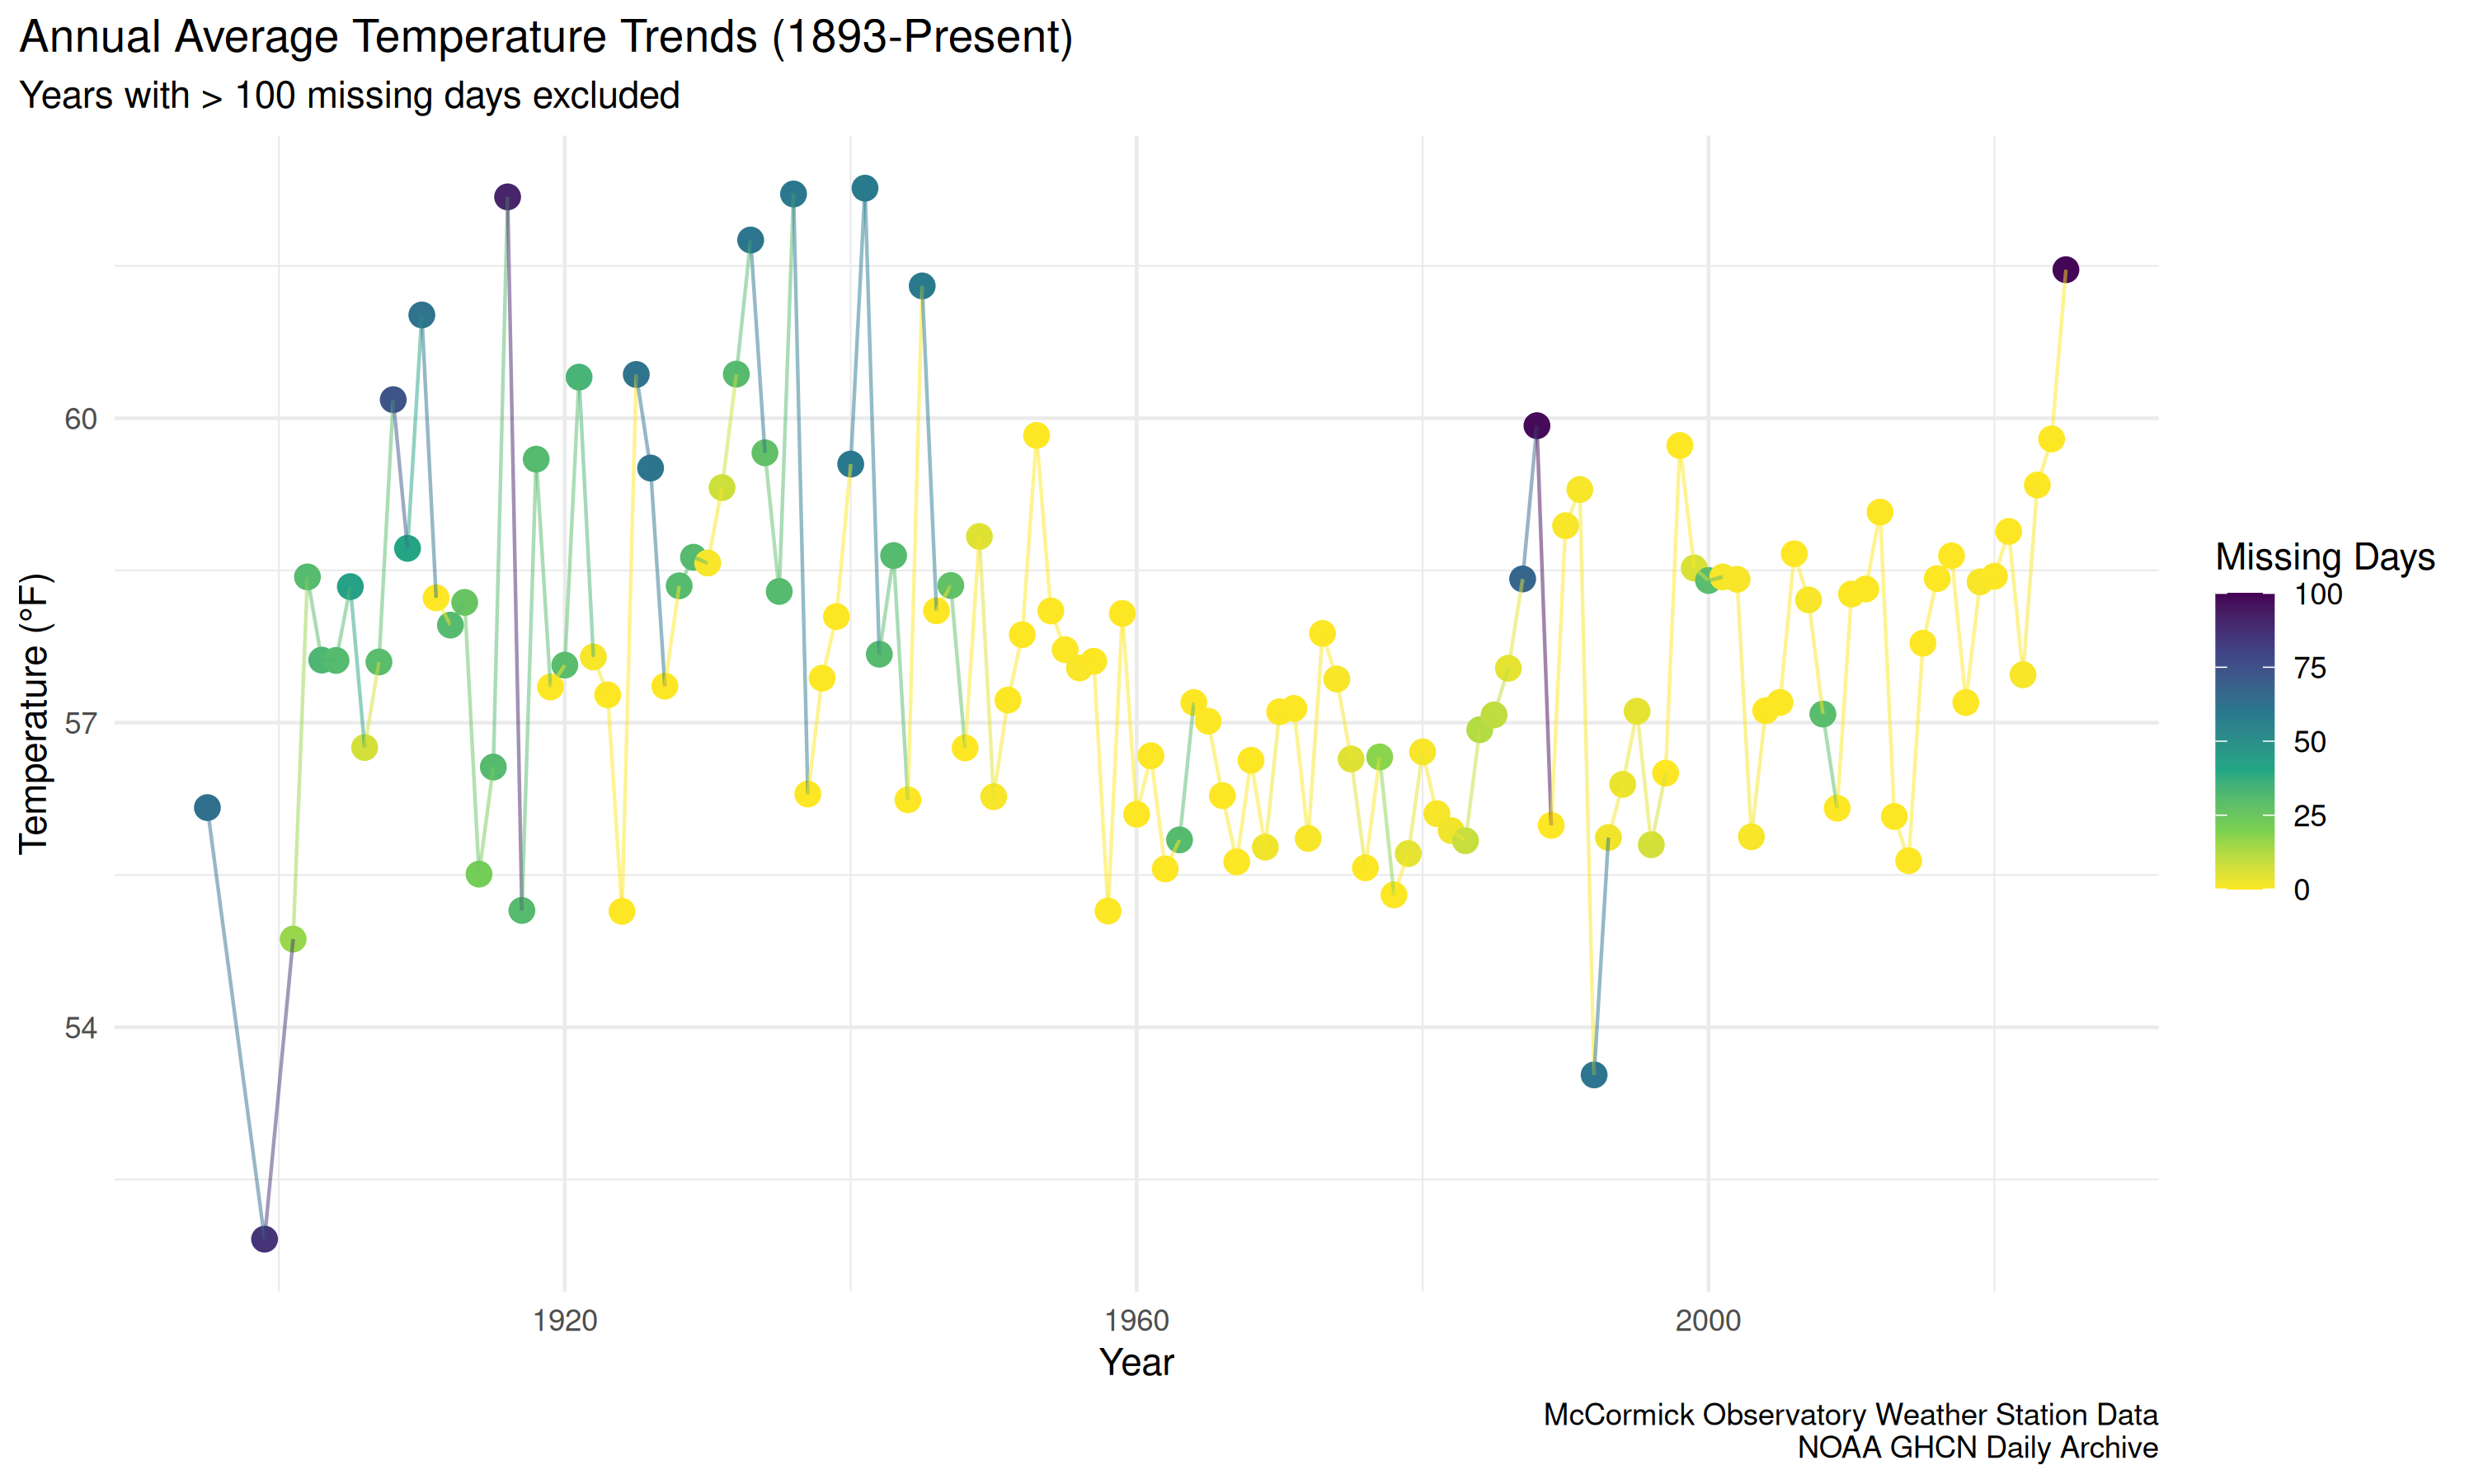 Annual Average Temperature Trends (1893-Present)
Years with > 100 missing days excluded
Temperature (°F)
60
57
54
1920
1960
2000
Year
Missing Days
100
75
50
25
0
McCormick Observatory Weather Station Data
NOAA GHCN Daily Archive